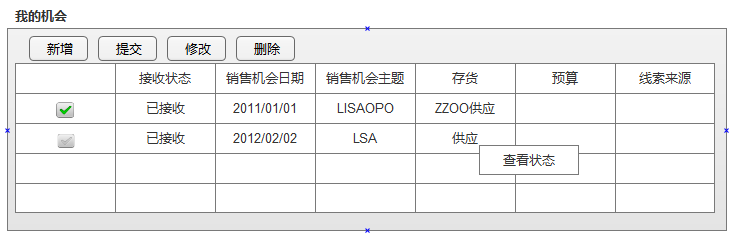 我的机会
新增 提交 修改 删除
接收状态 销售机会日期 销售机会主题 存货 预算 线索来源
已接收 2011/01/01 LISAOPO ZZOO供应
已接收 2012/02/02 LSA 供应
查看状态